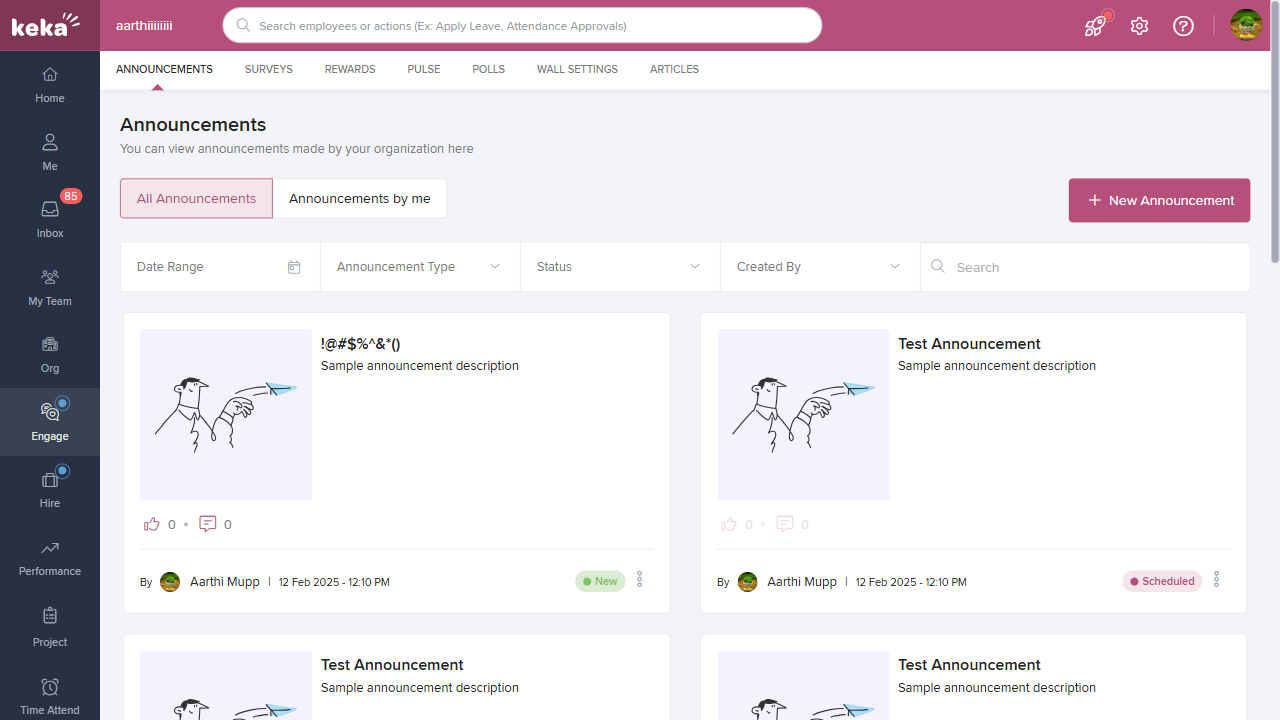 keka
aarthiiiiiiii
Search employees or actions (Ex: Apply Leave, Attendance Approvals)
ANNOUNCEMENTS SURVEYS REWARDS PULSE POLLS WALL SETTINGS ARTICLES
Home
Me
85
Inbox
My Team
Org
Engage
Hire
Performance
Project
Time Attend
Announcements
You can view announcements made by your organization here
All Announcements Announcements by me
+ New Announcement
Date Range Announcement Type Status Created By Search
!@#$%^&*()
Sample announcement description
0 • 0
By Aarthi Mupp | 12 Feb 2025 - 12:10 PM New
Test Announcement
Sample announcement description
0 • 0
By Aarthi Mupp | 12 Feb 2025 - 12:10 PM Scheduled
Test Announcement
Sample announcement description
Test Announcement
Sample announcement description